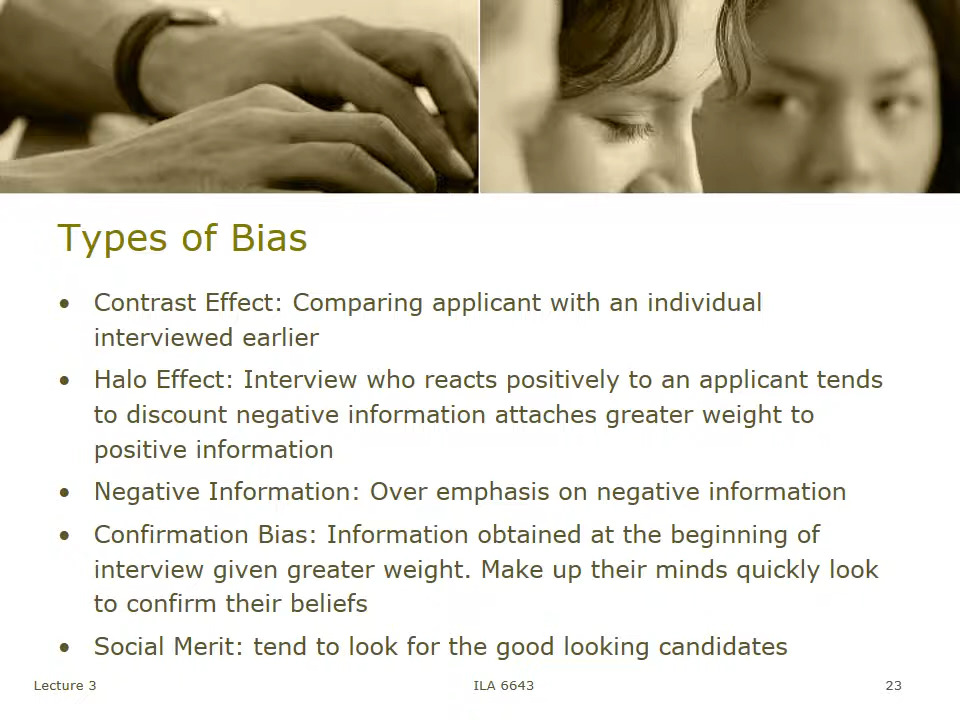 Types of Bias
• Contrast Effect: Comparing applicant with an individual
interviewed earlier
• Halo Effect: Interview who reacts positively to an applicant tends
to discount negative information attaches greater weight to
positive information
• Negative Information: Over emphasis on negative information
• Confirmation Bias: Information obtained at the beginning of
interview given greater weight. Make up their minds quickly look
to confirm their beliefs
• Social Merit: tend to look for the good looking candidates
Lecture 3 ILA 6643 23